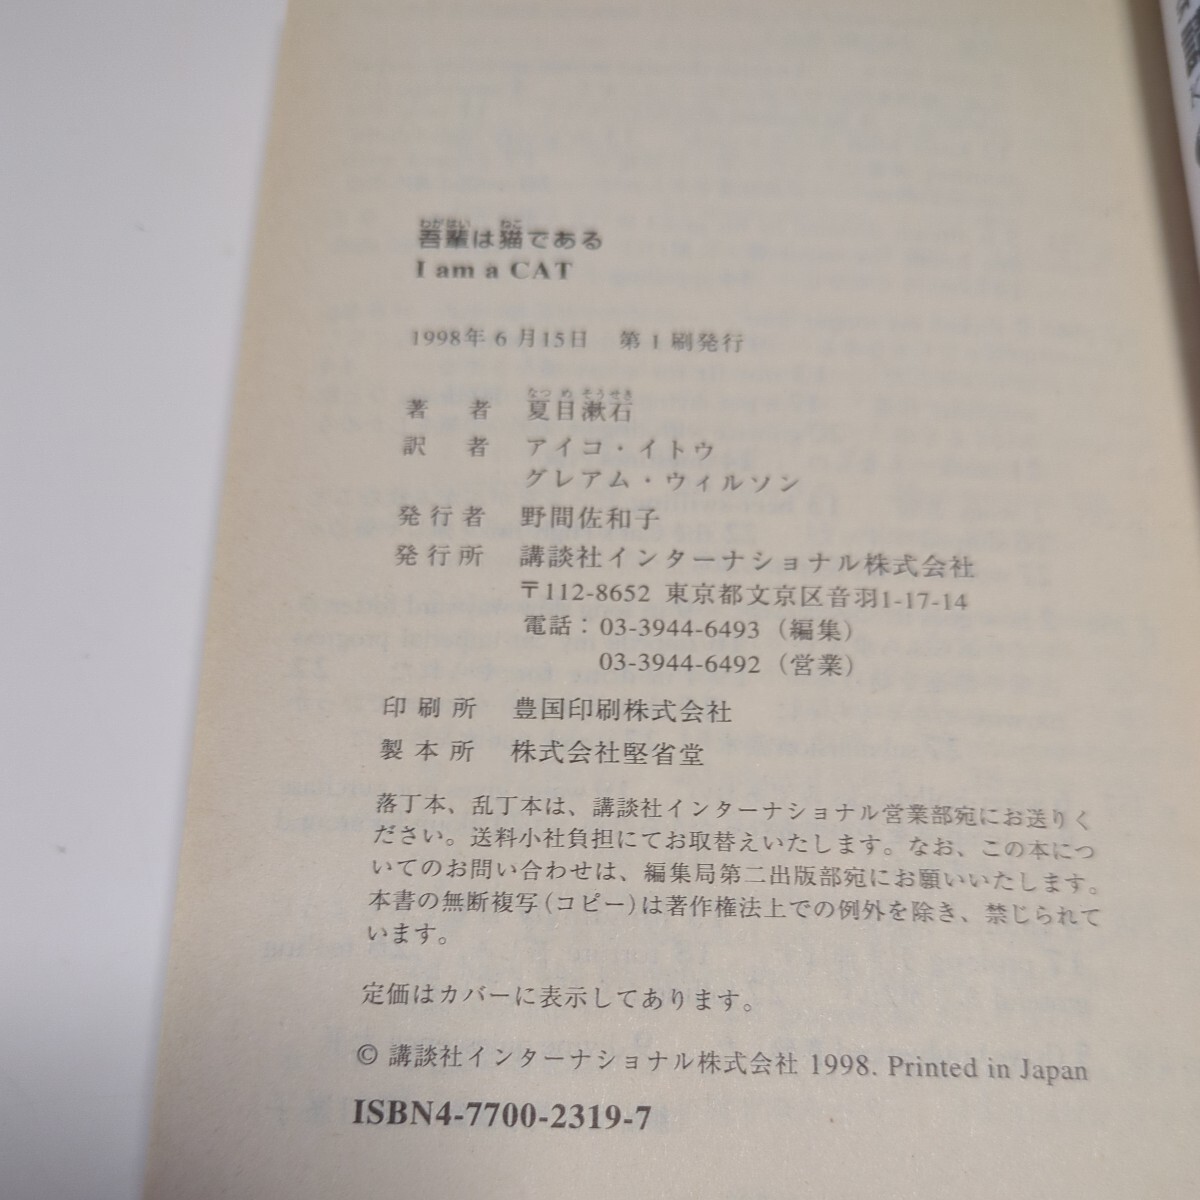 わがはい ねこ
吾輩は猫である
I am a CAT
1998年6月15日 第1刷発行
なつ め そうせき
著者 夏目漱石
訳者 アイコ・イトウ
グレアム・ウィルソン
発行者 野間佐和子
発行所 講談社インターナショナル株式会社
〒112-8652 東京都文京区音羽1-17-14
電話：03-3944-6493（編集）
03-3944-6492（営業）
印刷所 豊国印刷株式会社
製本所 株式会社堅省堂
落丁本、乱丁本は、講談社インターナショナル営業部宛にお送りく
ださい。送料小社負担にてお取替えいたします。なお、この本につ
いてのお問い合わせは、編集局第二出版部宛にお願いいたします。
本書の無断複写(コピー)は著作権法上での例外を除き、禁じられて
います。
定価はカバーに表示してあります。
© 講談社インターナショナル株式会社 1998. Printed in Japan
ISBN4-7700-2319-7